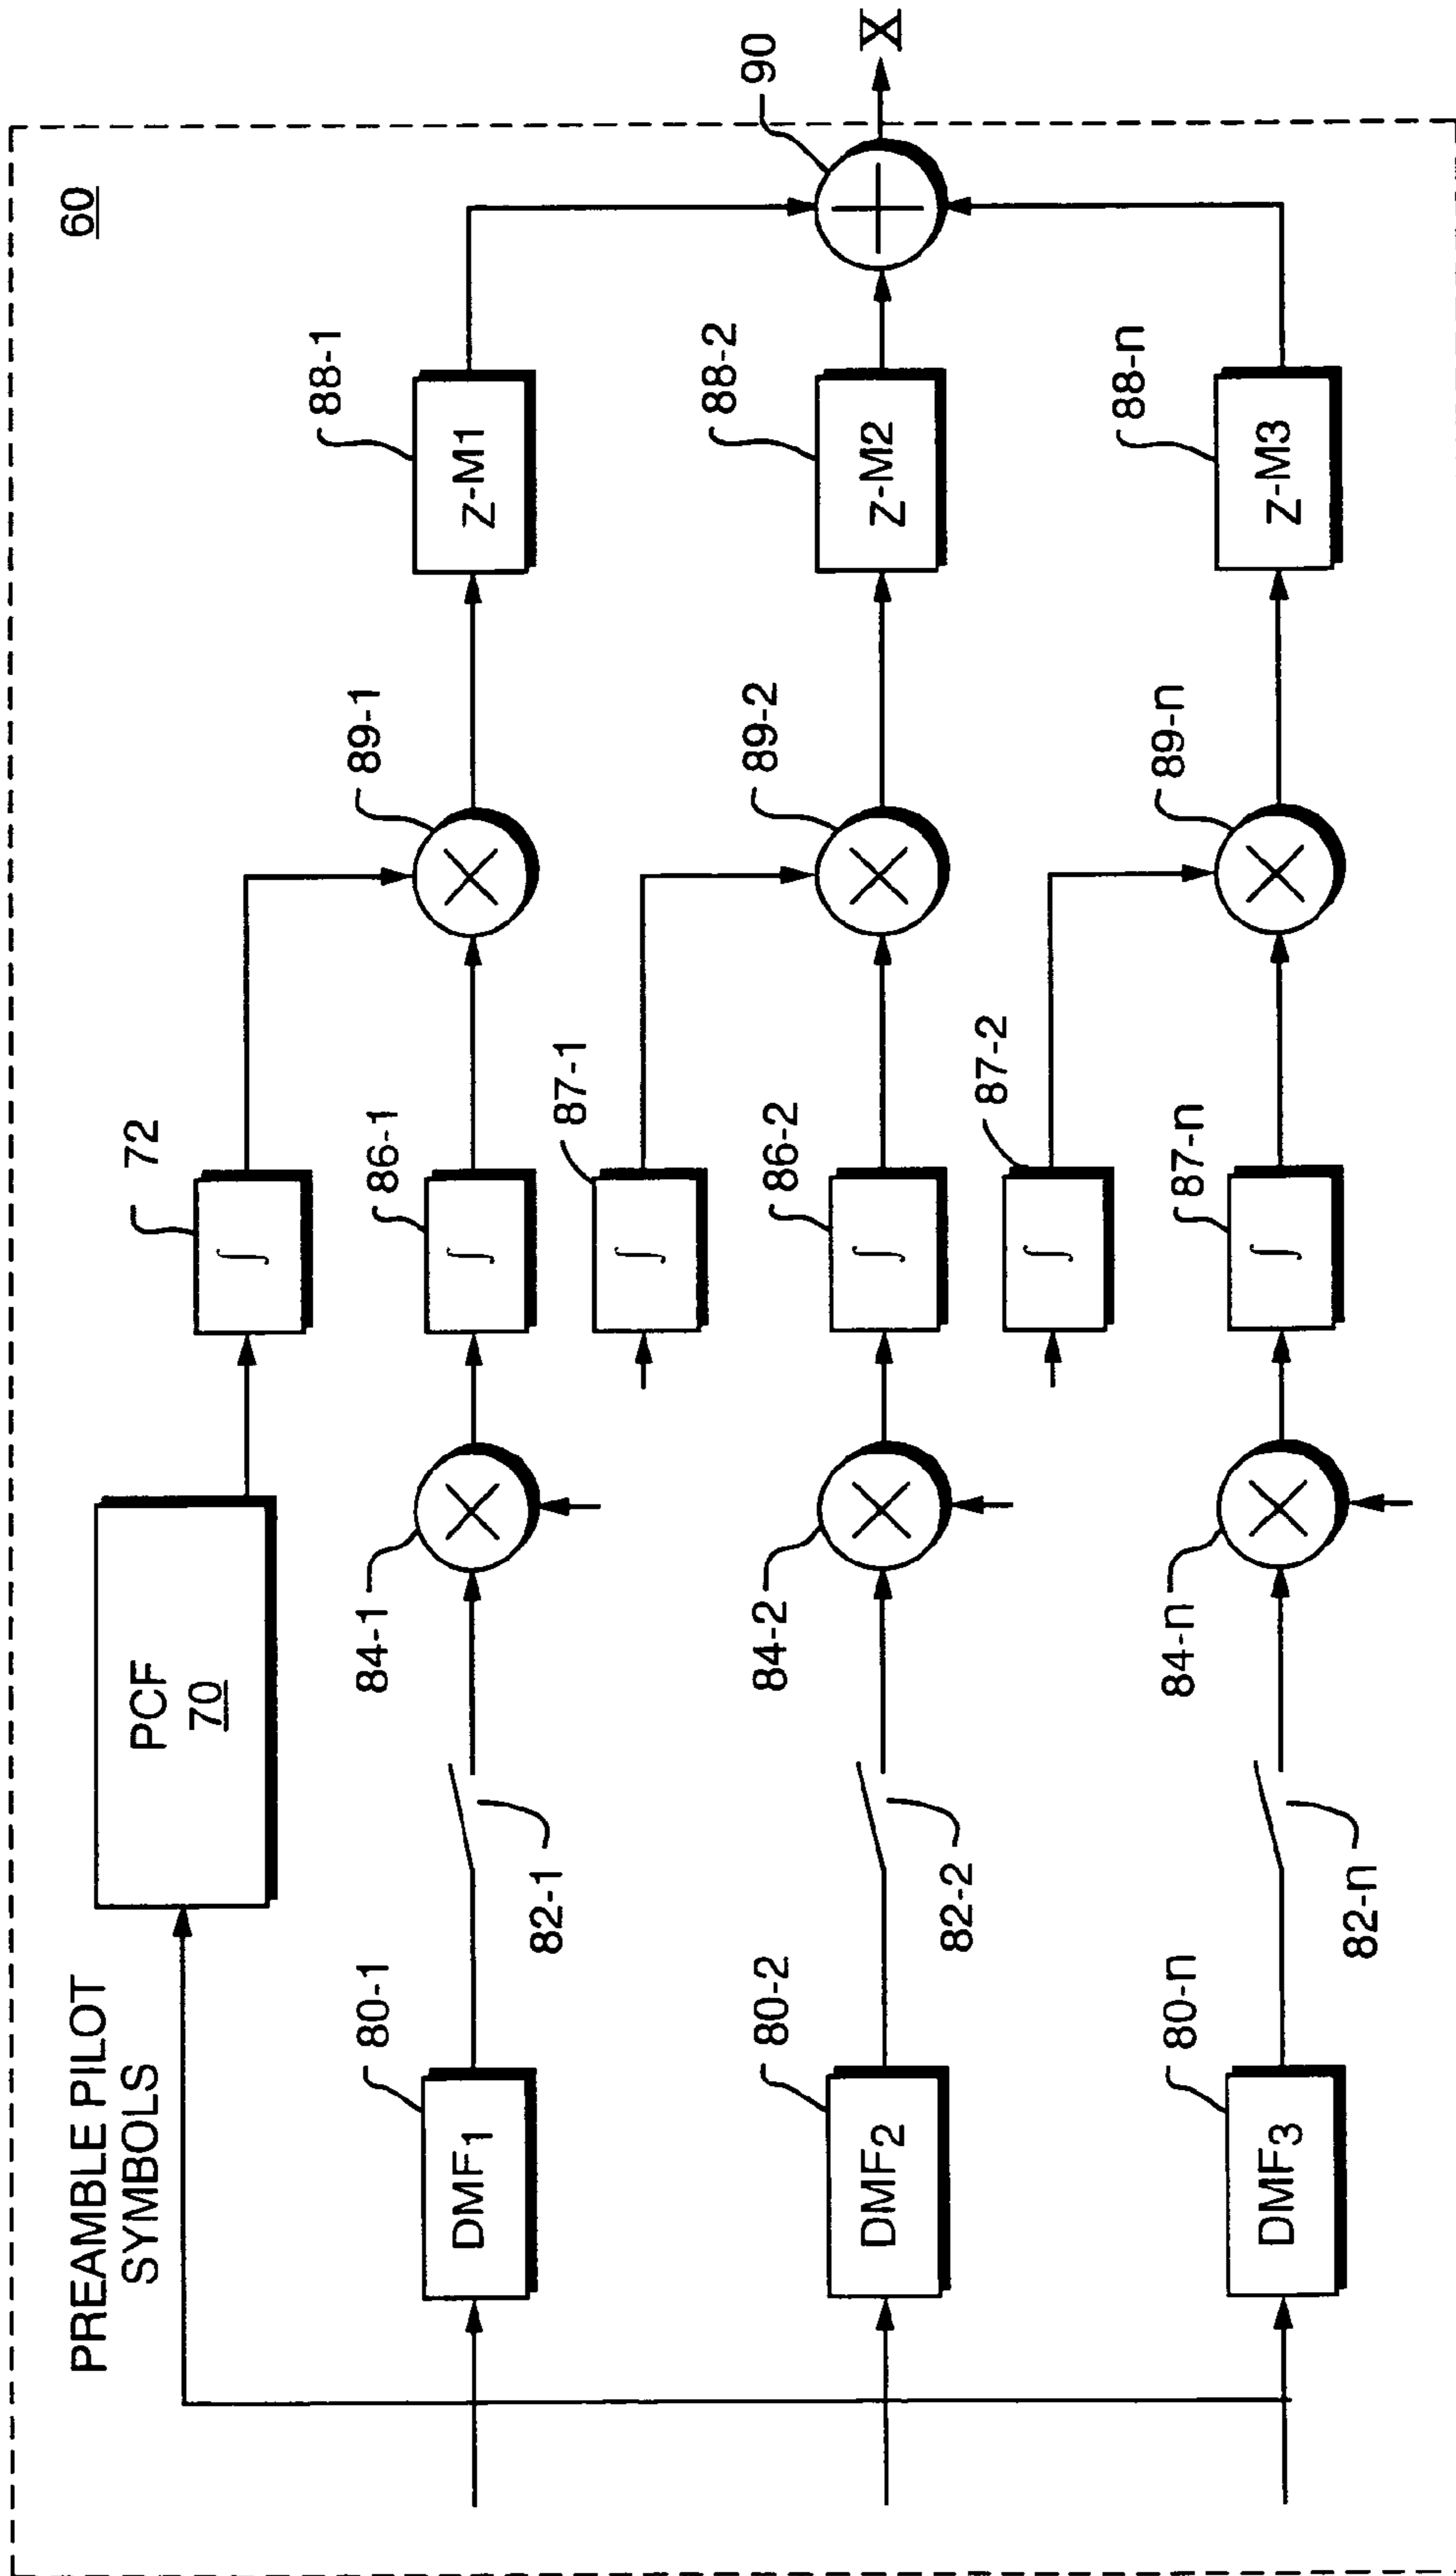 60
PREAMBLE PILOT
SYMBOLS
PCF
70
72
∫
DMF1
80-1
82-1
84-1
×
86-1
∫
89-1
×
88-1
Z-M1
87-1
∫
DMF2
80-2
82-2
84-2
×
86-2
∫
89-2
×
88-2
Z-M2
90
+
X
87-2
∫
DMF3
80-n
82-n
84-n
×
87-n
∫
89-n
×
88-n
Z-M3